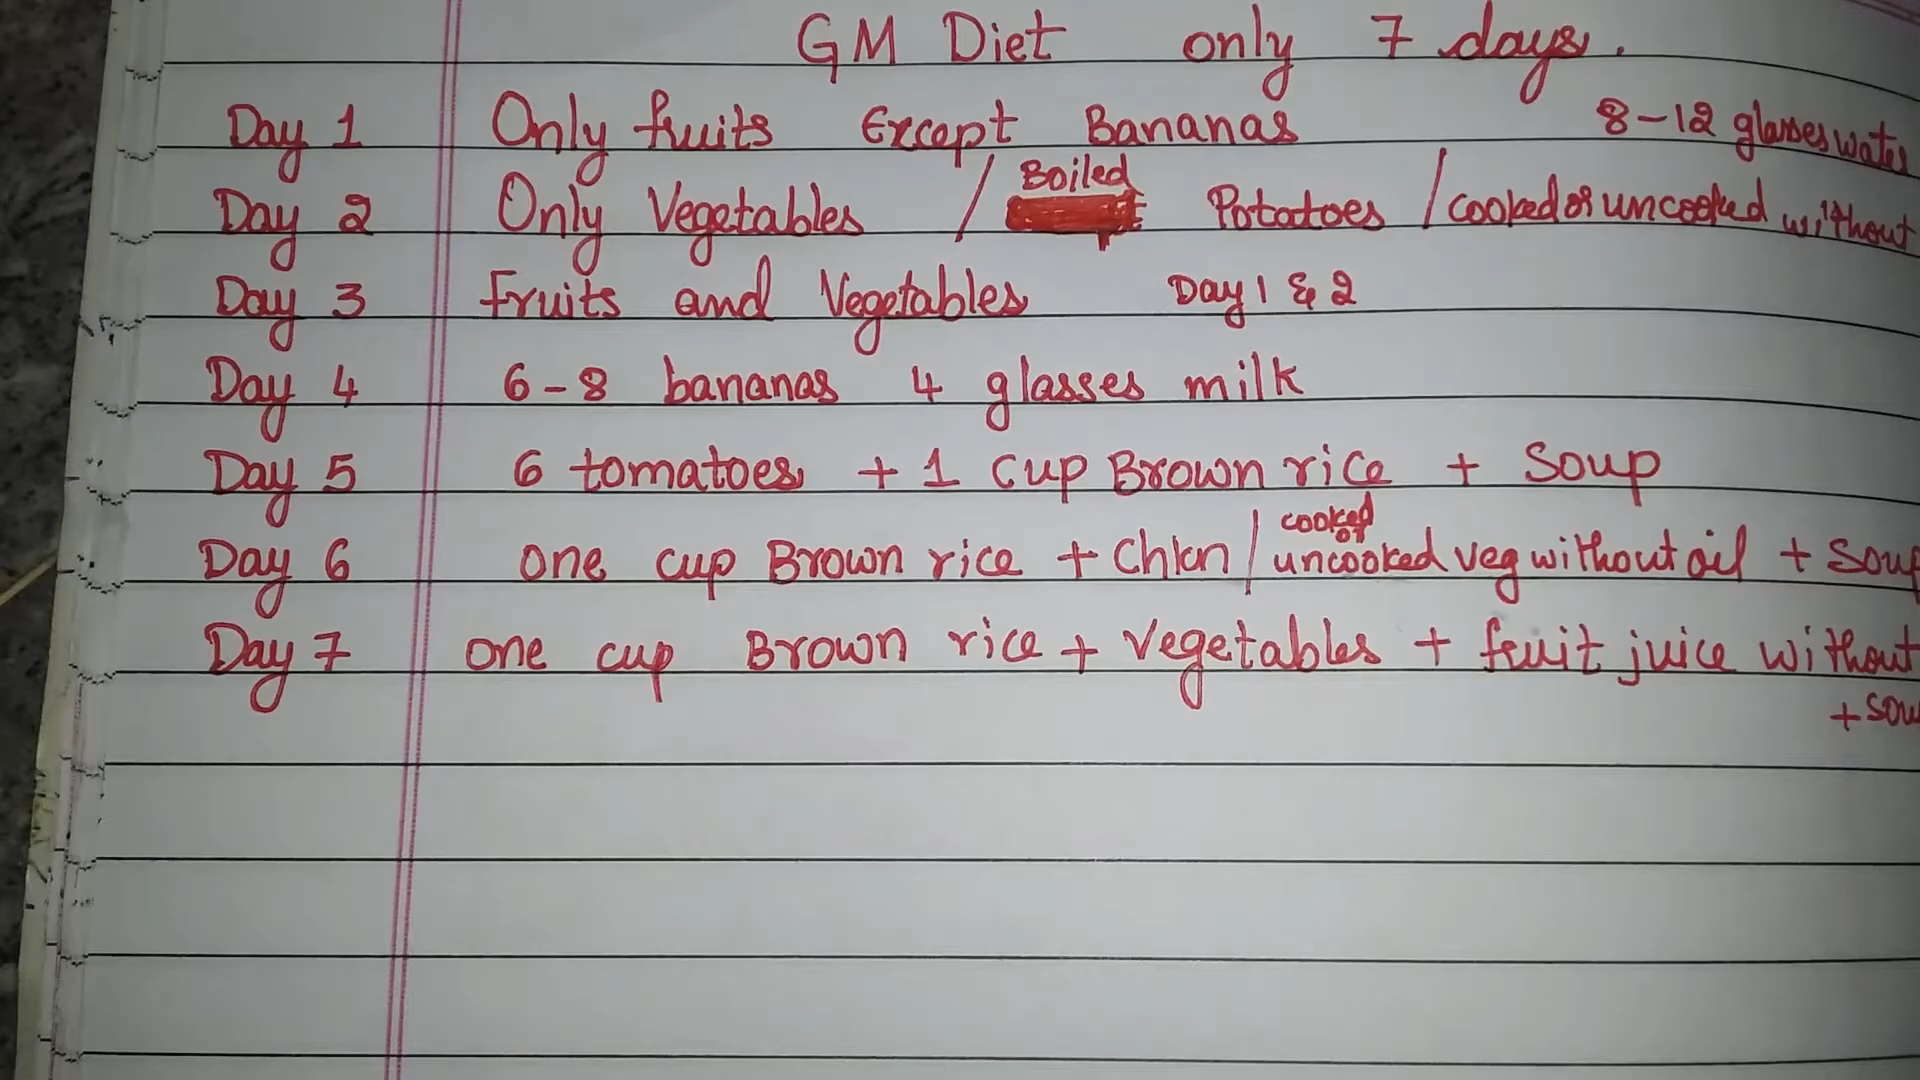 GM Diet only 7 days.
Day 1 Only fruits Except Bananas 8-12 glasses water
Day 2 Only Vegetables / Boiled Potatoes / cooked or uncooked without
Day 3 Fruits and Vegetables Day 1 & 2
Day 4 6-8 bananas 4 glasses milk
Day 5 6 tomatoes + 1 cup Brown rice + Soup
Day 6 one cup Brown rice + Chkn / cooked or uncooked veg without oil + Soup
Day 7 one cup Brown rice + Vegetables + fruit juice without
+ sou